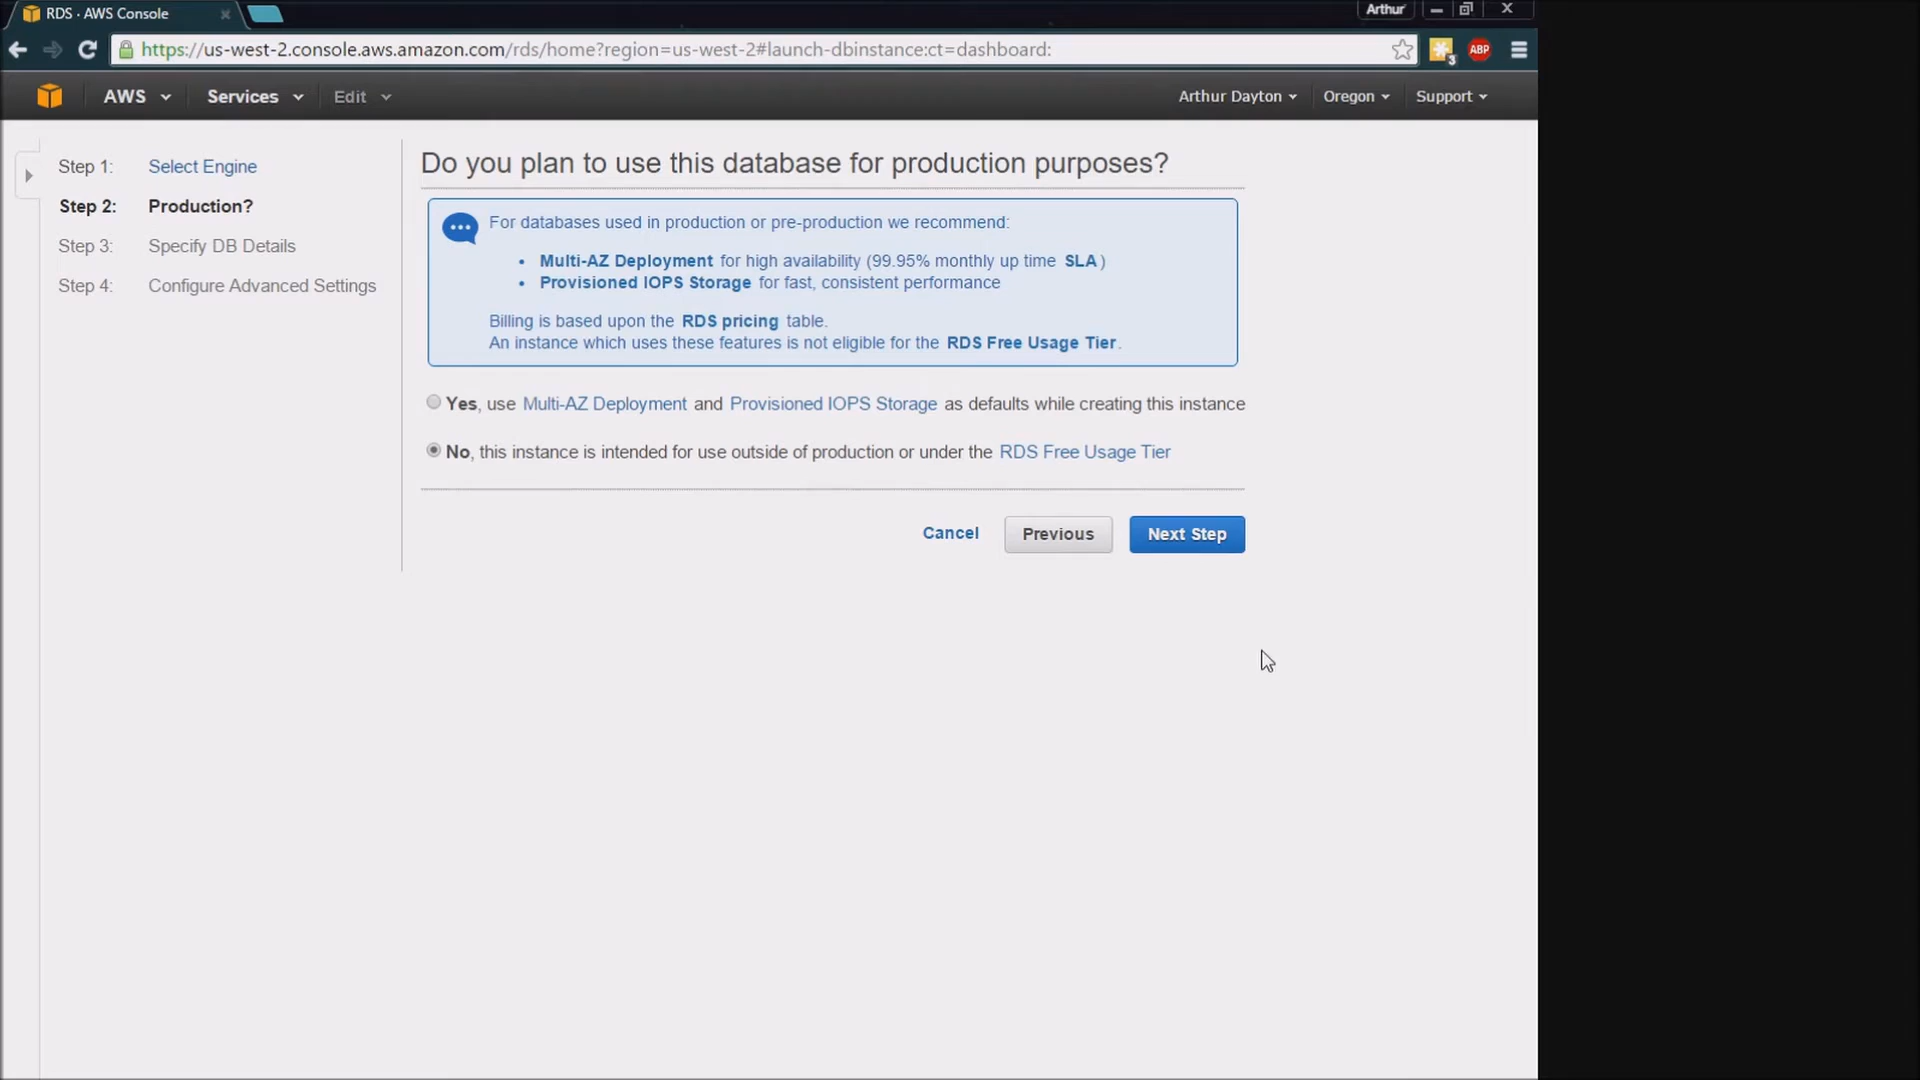 RDS · AWS Console
Arthur
https://us-west-2.console.aws.amazon.com/rds/home?region=us-west-2#launch-dbinstance:ct=dashboard:
3
ABP
AWS
Services
Edit
Arthur Dayton
Oregon
Support
Step 1: Select Engine
Step 2: Production?
Step 3: Specify DB Details
Step 4: Configure Advanced Settings
Do you plan to use this database for production purposes?
For databases used in production or pre-production we recommend:
• Multi-AZ Deployment for high availability (99.95% monthly up time SLA )
• Provisioned IOPS Storage for fast, consistent performance
Billing is based upon the RDS pricing table.
An instance which uses these features is not eligible for the RDS Free Usage Tier.
Yes, use Multi-AZ Deployment and Provisioned IOPS Storage as defaults while creating this instance
No, this instance is intended for use outside of production or under the RDS Free Usage Tier
Cancel
Previous
Next Step